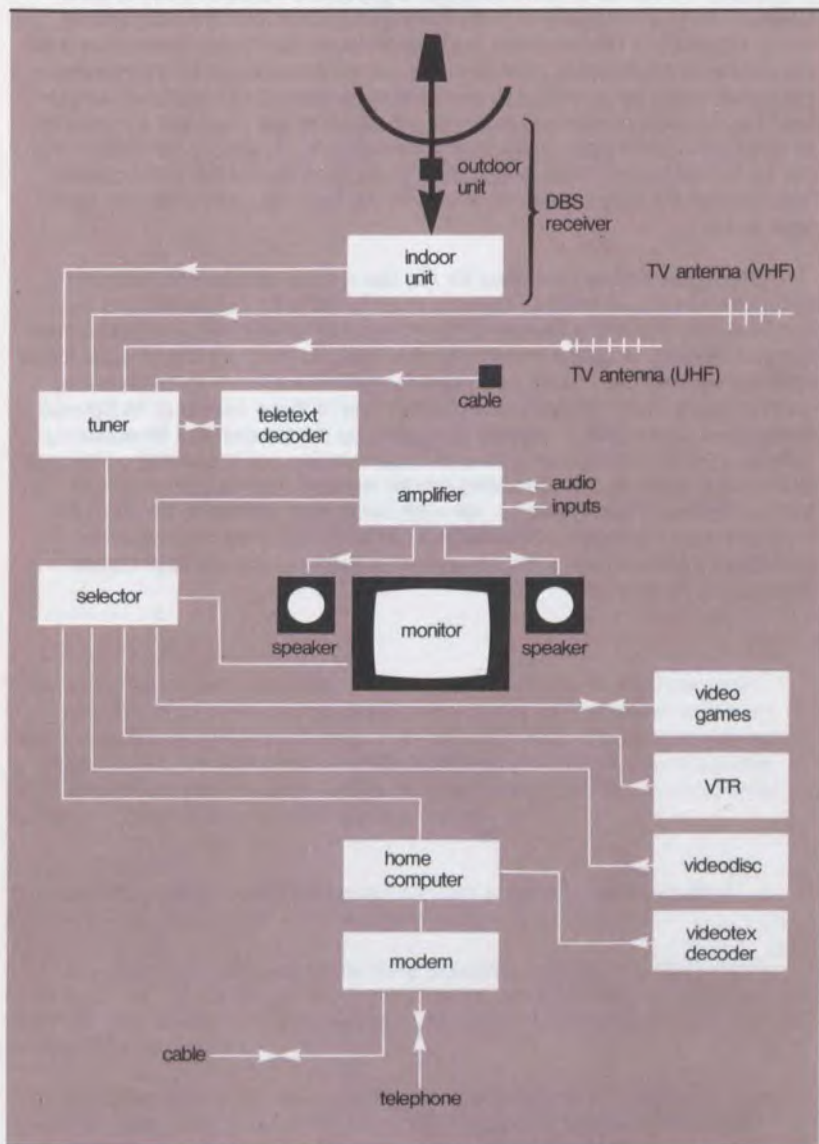 outdoor
unit
DBS
receiver
indoor
unit
TV antenna (VHF)
TV antenna (UHF)
cable
tuner
teletext
decoder
amplifier
audio
inputs
selector
speaker
monitor
speaker
video
games
VTR
home
computer
videodisc
modem
videotex
decoder
cable
telephone